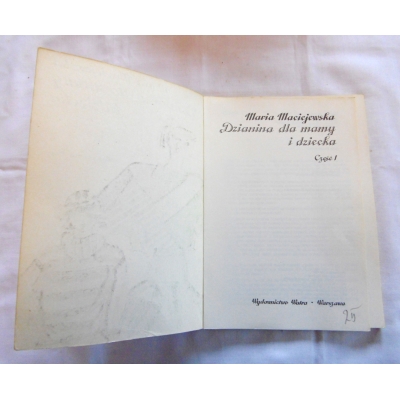 Maria Maciejewska
Dzianina dla mamy
i dziecka
Część I
Wydawnictwo Watra • Warszawa